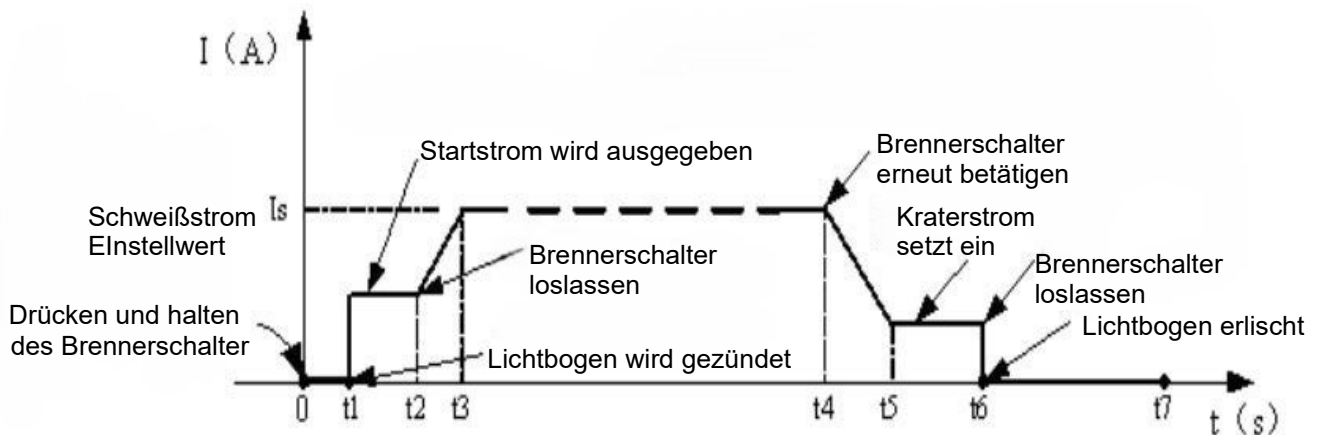 I (A)
Startstrom wird ausgegeben
Brennerschalter
erneut betätigen
Is
Schweißstrom
EInstellwert
Kraterstrom
setzt ein
Brennerschalter
loslassen
Brennerschalter
loslassen
Drücken und halten
des Brennerschalter
Lichtbogen wird gezündet
Lichtbogen erlischt
0 t1 t2 t3 t4 t5 t6 t7
t (s)